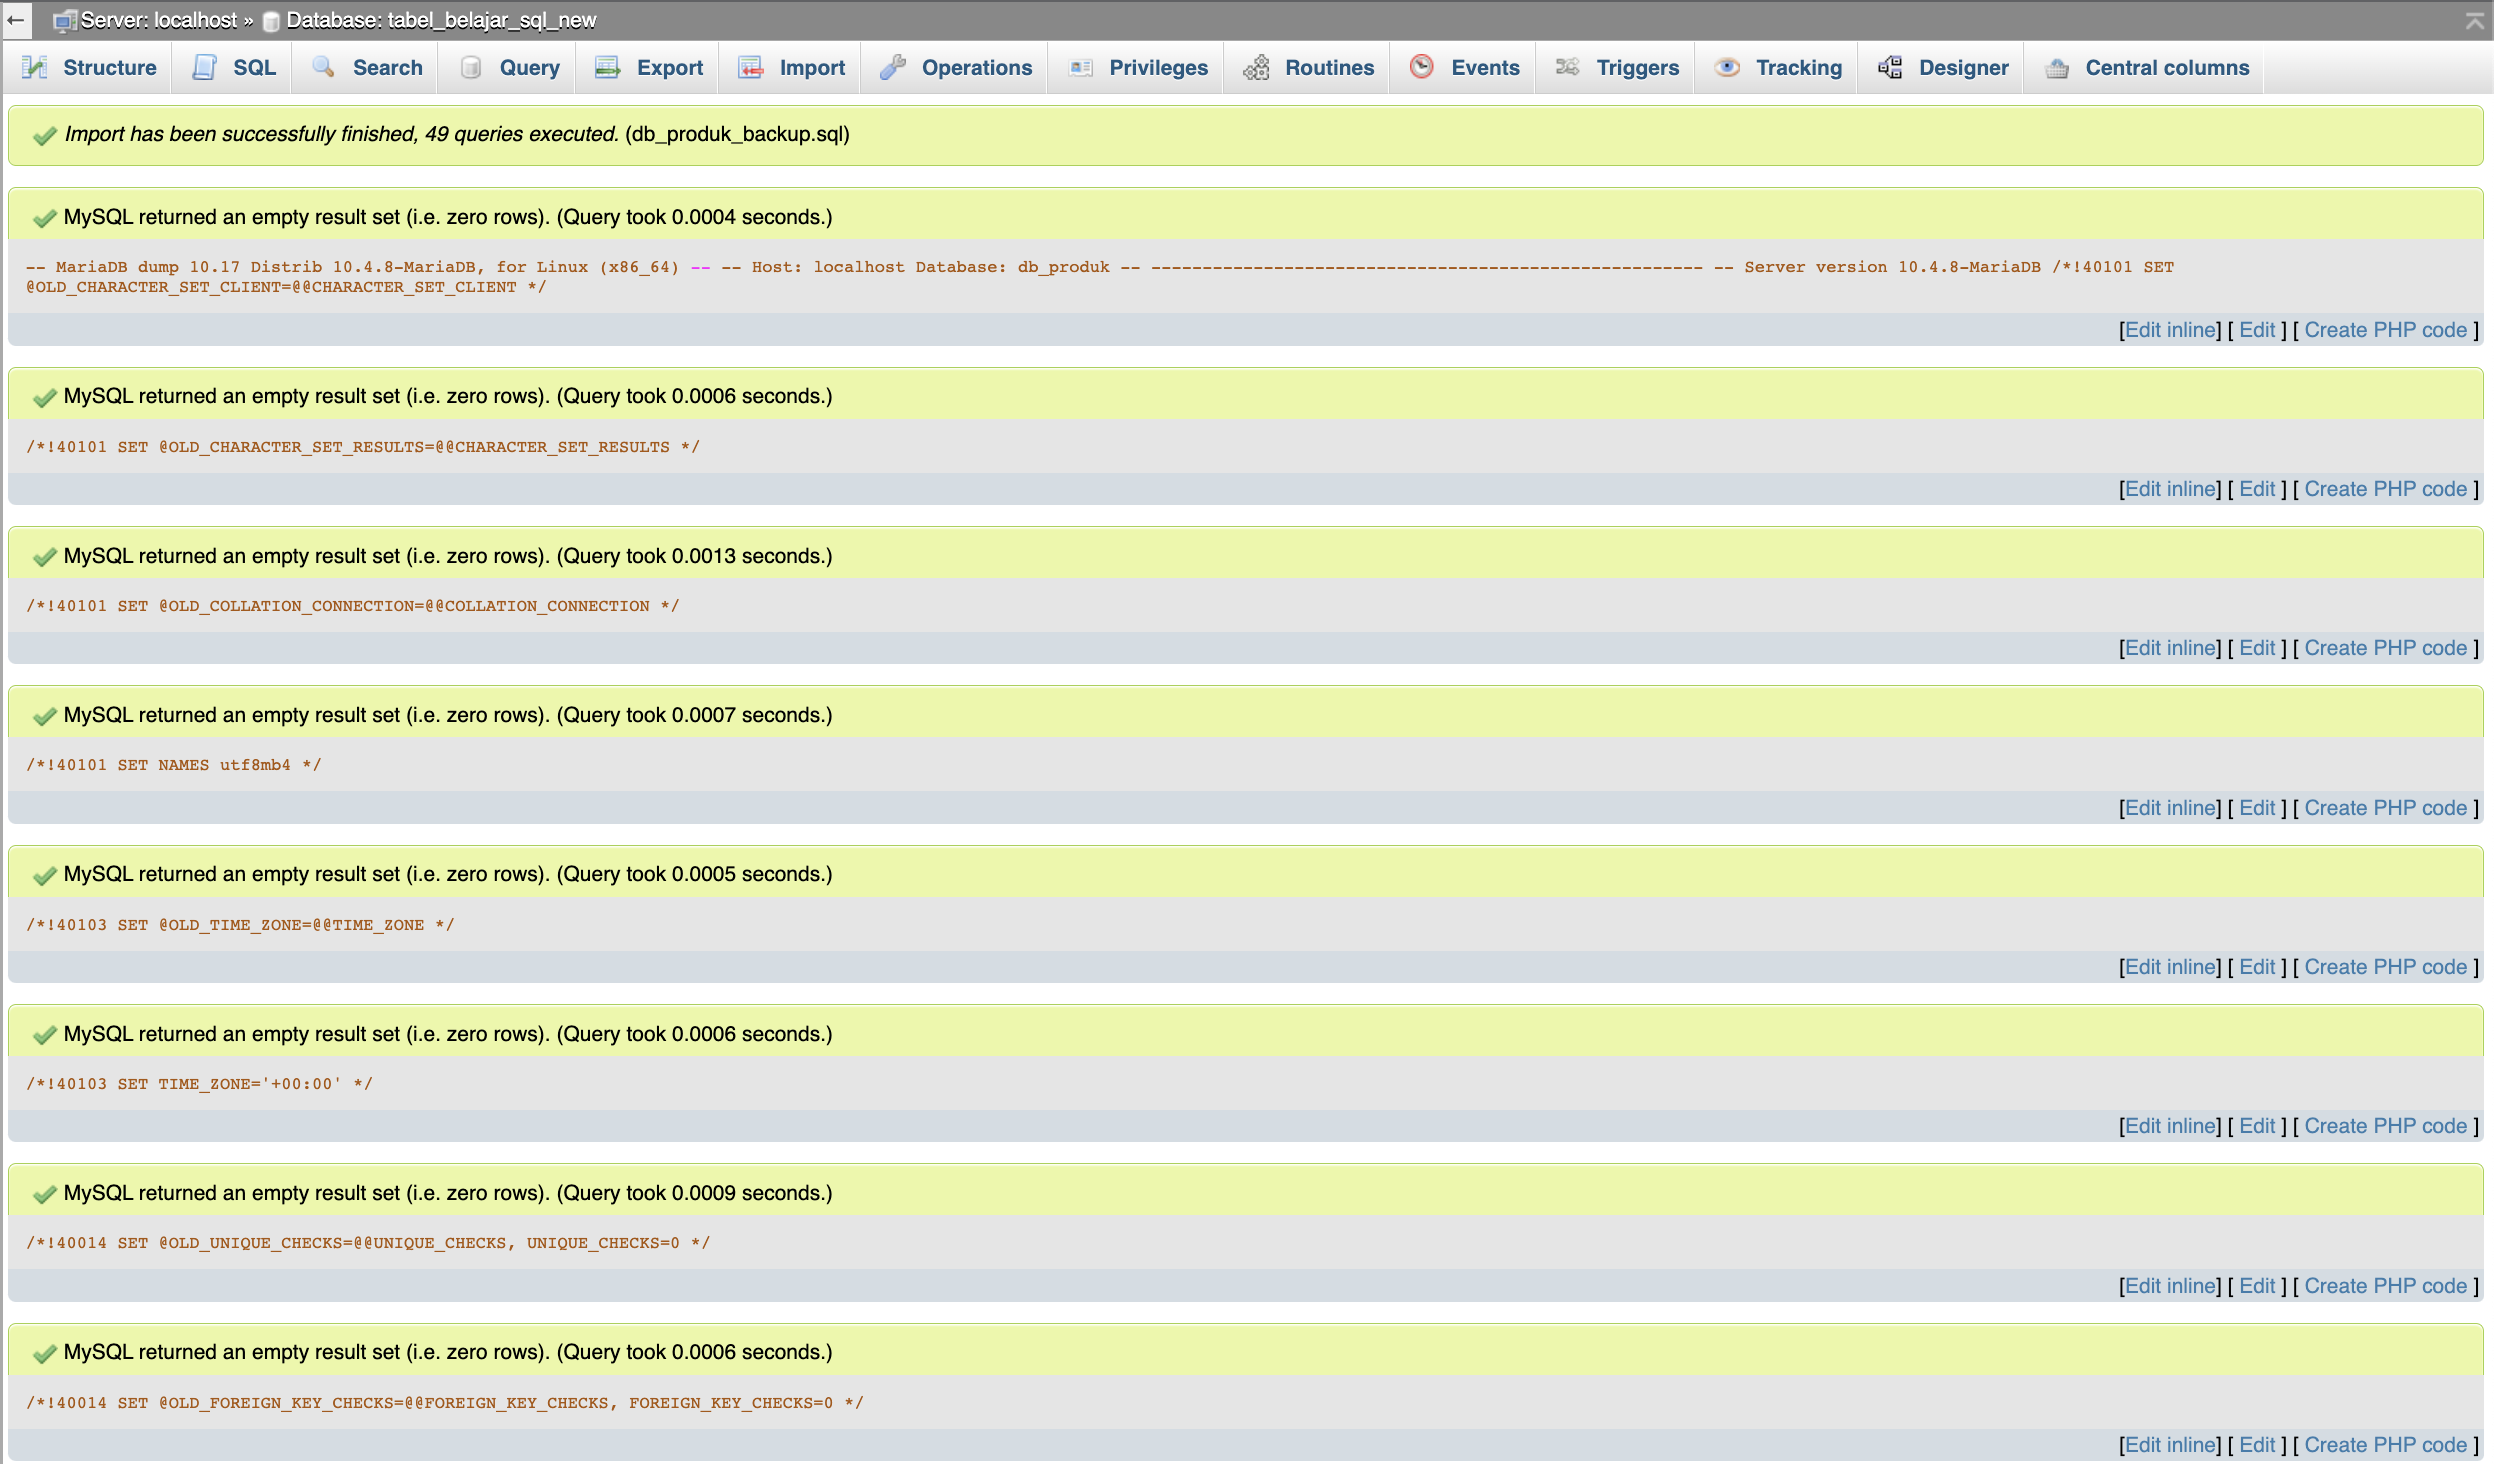 Server: localhost » Database: tabel_belajar_sql_new
Structure SQL Search Query Export Import Operations Privileges Routines Events Triggers Tracking Designer Central columns
Import has been successfully finished, 49 queries executed. (db_produk_backup.sql)
MySQL returned an empty result set (i.e. zero rows). (Query took 0.0004 seconds.)
-- MariaDB dump 10.17 Distrib 10.4.8-MariaDB, for Linux (x86_64) -- -- Host: localhost Database: db_produk -- ------------------------------------------------------ -- Server version 10.4.8-MariaDB /*!40101 SET
@OLD_CHARACTER_SET_CLIENT=@@CHARACTER_SET_CLIENT */
[Edit inline] [ Edit ] [ Create PHP code ]
MySQL returned an empty result set (i.e. zero rows). (Query took 0.0006 seconds.)
/*!40101 SET @OLD_CHARACTER_SET_RESULTS=@@CHARACTER_SET_RESULTS */
[Edit inline] [ Edit ] [ Create PHP code ]
MySQL returned an empty result set (i.e. zero rows). (Query took 0.0013 seconds.)
/*!40101 SET @OLD_COLLATION_CONNECTION=@@COLLATION_CONNECTION */
[Edit inline] [ Edit ] [ Create PHP code ]
MySQL returned an empty result set (i.e. zero rows). (Query took 0.0007 seconds.)
/*!40101 SET NAMES utf8mb4 */
[Edit inline] [ Edit ] [ Create PHP code ]
MySQL returned an empty result set (i.e. zero rows). (Query took 0.0005 seconds.)
/*!40103 SET @OLD_TIME_ZONE=@@TIME_ZONE */
[Edit inline] [ Edit ] [ Create PHP code ]
MySQL returned an empty result set (i.e. zero rows). (Query took 0.0006 seconds.)
/*!40103 SET TIME_ZONE='+00:00' */
[Edit inline] [ Edit ] [ Create PHP code ]
MySQL returned an empty result set (i.e. zero rows). (Query took 0.0009 seconds.)
/*!40014 SET @OLD_UNIQUE_CHECKS=@@UNIQUE_CHECKS, UNIQUE_CHECKS=0 */
[Edit inline] [ Edit ] [ Create PHP code ]
MySQL returned an empty result set (i.e. zero rows). (Query took 0.0006 seconds.)
/*!40014 SET @OLD_FOREIGN_KEY_CHECKS=@@FOREIGN_KEY_CHECKS, FOREIGN_KEY_CHECKS=0 */
[Edit inline] [ Edit ] [ Create PHP code ]